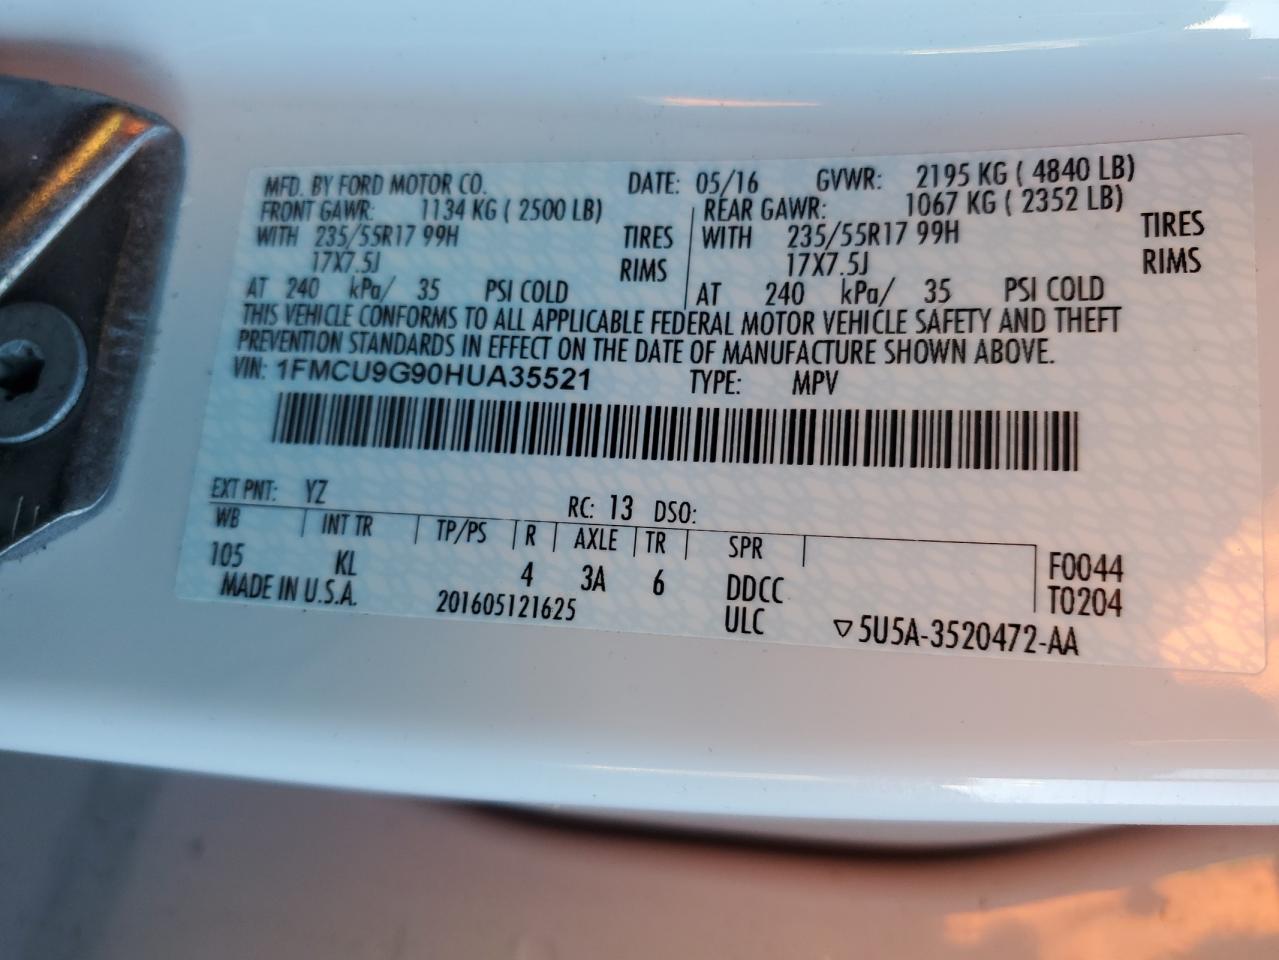 MFD. BY FORD MOTOR CO. DATE: 05/16 GVWR: 2195 KG ( 4840 LB)
FRONT GAWR: 1134 KG ( 2500 LB) REAR GAWR: 1067 KG ( 2352 LB)
WITH 235/55R17 99H TIRES WITH 235/55R17 99H TIRES
17X7.5J RIMS 17X7.5J RIMS
AT 240 kPa/ 35 PSI COLD AT 240 kPa/ 35 PSI COLD
THIS VEHICLE CONFORMS TO ALL APPLICABLE FEDERAL MOTOR VEHICLE SAFETY AND THEFT
PREVENTION STANDARDS IN EFFECT ON THE DATE OF MANUFACTURE SHOWN ABOVE.
VIN: 1FMCU9G90HUA35521 TYPE: MPV
EXT PNT: YZ RC: 13 DSO:
WB INT TR TP/PS R AXLE TR SPR
105 KL 4 3A 6 DDCC F0044
MADE IN U.S.A. 201605121625 ULC T0204
▽5U5A-3520472-AA